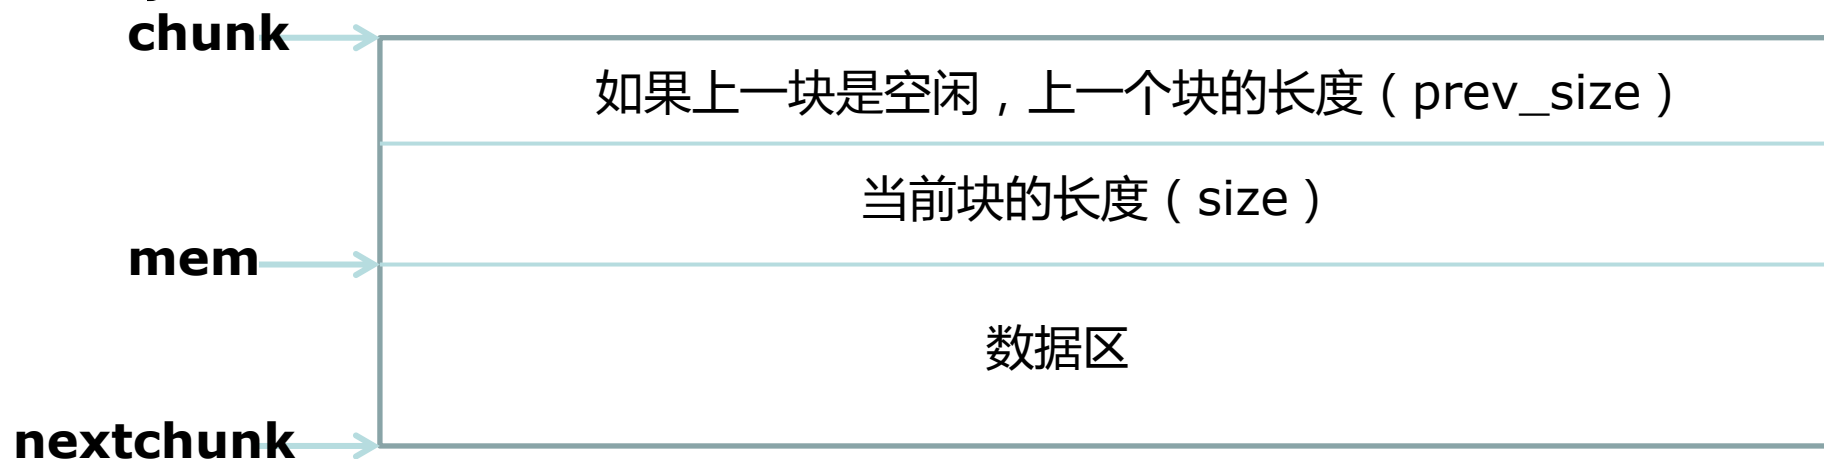 chunk
如果上一块是空闲，上一个块的长度（prev_size）
当前块的长度（size）
mem
数据区
nextchunk